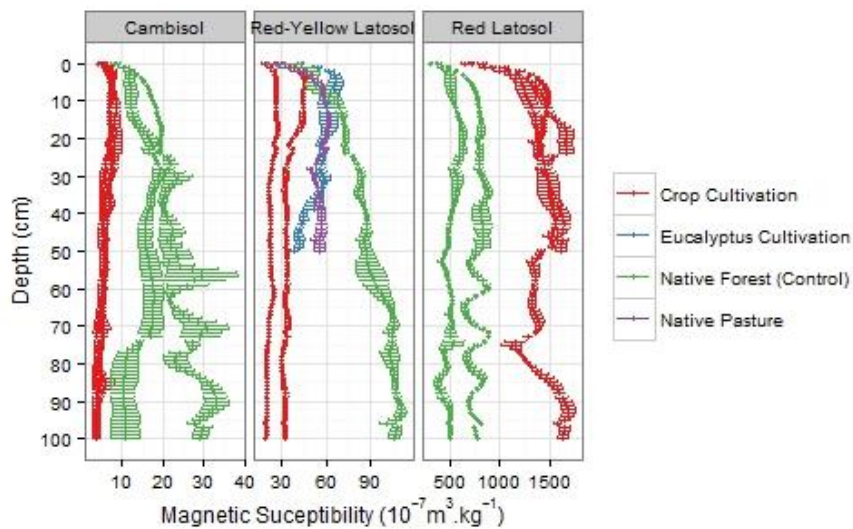 Cambisol Red-Yellow Latosol Red Latosol
0
10
20
30
40
50
60
70
80
90
100
Depth (cm)
10 20 30 40 30 60 90 500 1000 1500
Magnetic Suceptibility (10⁻⁷m³.kg⁻¹)
Crop Cultivation
Eucalyptus Cultivation
Native Forest (Control)
Native Pasture